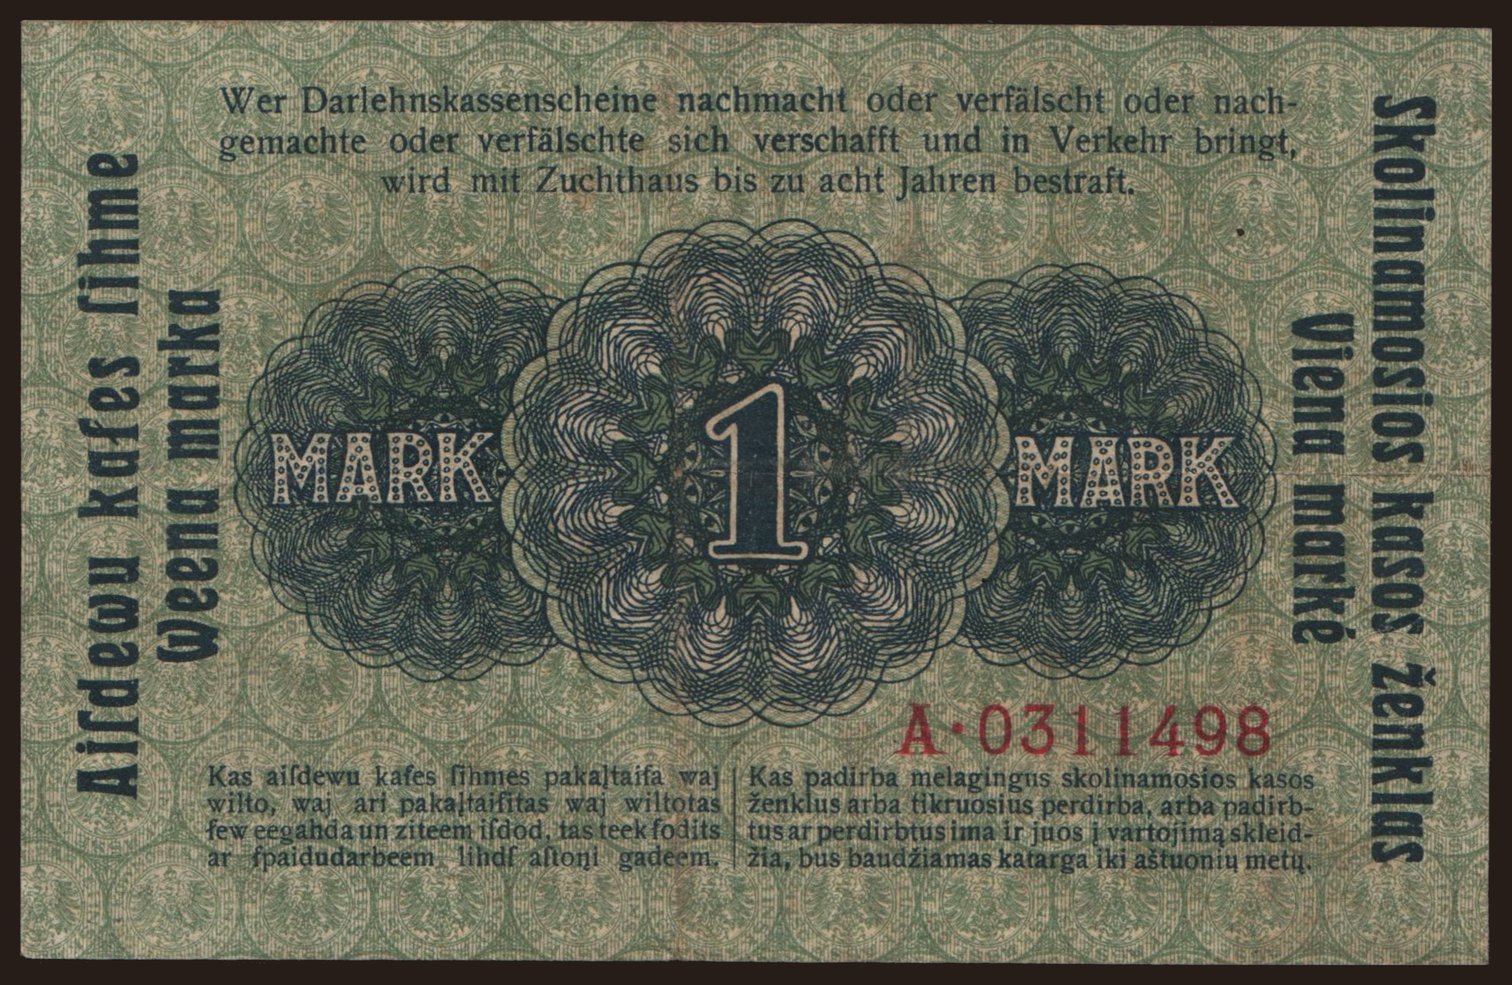 Wer Darlehnskassenscheine nachmacht oder verfälscht oder nach-
gemachte oder verfälschte sich verschafft und in Verkehr bringt,
wird mit Zuchthaus bis zu acht Jahren bestraft.
Aiſdewu kaſes ſihme
Weena marka
MARK
1
MARK
Skolinamosios kasos ženklas
Viena markė
A·0311498
Kas aiſdewu kaſes ſihmes pakaļtaiſa waj
wilto, waj ari pakaļtaiſitas waj wiltotas
ſew eegahda un ziteem iſdod, tas teek ſodits
ar ſpaidu darbeem lihdſ aſtoņi gadeem.
Kas padirba melagingus skolinamosios kasos
ženklus arba tikruosius perdirba, arba padirb-
tus ar perdirbtus ima ir juos į vartojimą skleid-
žia, bus baudžiamas katarga iki aštuonių metų.